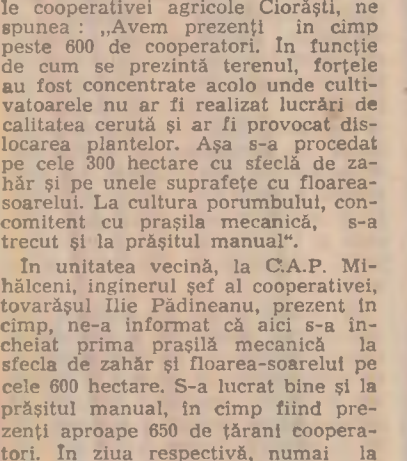 le cooperativei agricole Ciorăști, ne
spunea : „Avem prezenți în cîmp
peste 600 de cooperatori. În funcție
de cum se prezintă terenul, forțele
au fost concentrate acolo unde culti-
vatoarele nu ar fi realizat lucrări de
calitatea cerută și ar fi provocat dis-
locarea plantelor. Așa s-a procedat
pe cele 300 hectare cu sfeclă de za-
hăr și pe unele suprafețe cu floarea-
soarelui. La cultura porumbului, con-
comitent cu prașila mecanică, s-a
trecut și la prășitul manual“.
În unitatea vecină, la C.A.P. Mi-
hălceni, inginerul șef al cooperativei,
tovarășul Ilie Pădineanu, prezent în
cîmp, ne-a informat că aici s-a în-
cheiat prima prașilă mecanică la
sfecla de zahăr și floarea-soarelui pe
cele 600 hectare. S-a lucrat bine și la
prășitul manual, în cîmp fiind pre-
zenți aproape 650 de țărani coopera-
tori. În ziua respectivă, numai la